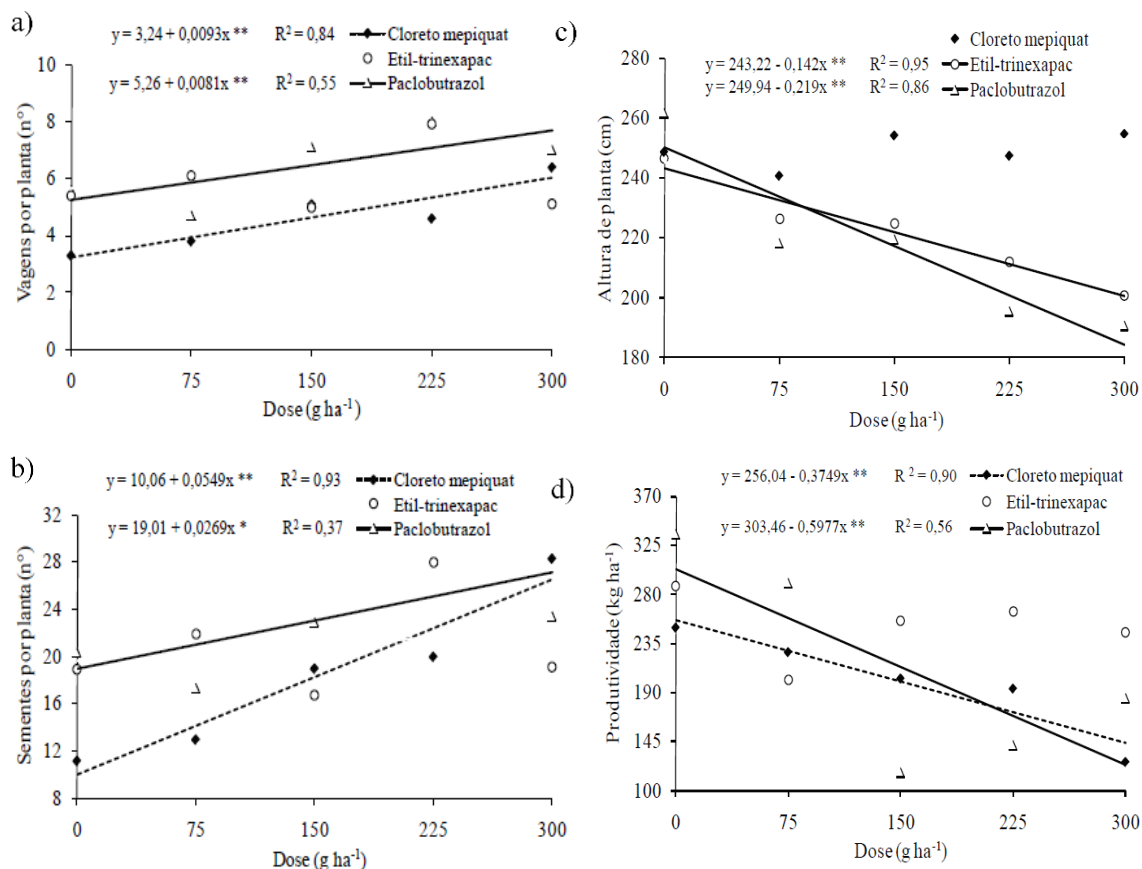 a)
y = 3,24 + 0,0093x ** R² = 0,84
y = 5,26 + 0,0081x ** R² = 0,55
Cloreto mepiquat
Etil-trinexapac
Paclobutrazol
Vagens por planta (n°)
10
8
6
4
2
0
0 75 150 225 300
Dose (g ha⁻¹)
c)
y = 243,22 - 0,142x ** R² = 0,95
y = 249,94 - 0,219x ** R² = 0,86
Cloreto mepiquat
Etil-trinexapac
Paclobutrazol
Altura de planta (cm)
280
260
240
220
200
180
0 75 150 225 300
Dose (g ha⁻¹)
b)
y = 10,06 + 0,0549x ** R² = 0,93
y = 19,01 + 0,0269x * R² = 0,37
Cloreto mepiquat
Etil-trinexapac
Paclobutrazol
Sementes por planta (n°)
32
28
24
20
16
12
8
0 75 150 225 300
Dose (g ha⁻¹)
d)
y = 256,04 - 0,3749x ** R² = 0,90
y = 303,46 - 0,5977x ** R² = 0,56
Cloreto mepiquat
Etil-trinexapac
Paclobutrazol
Produtividade (kg ha⁻¹)
370
325
280
235
190
145
100
0 75 150 225 300
Dose (g ha⁻¹)